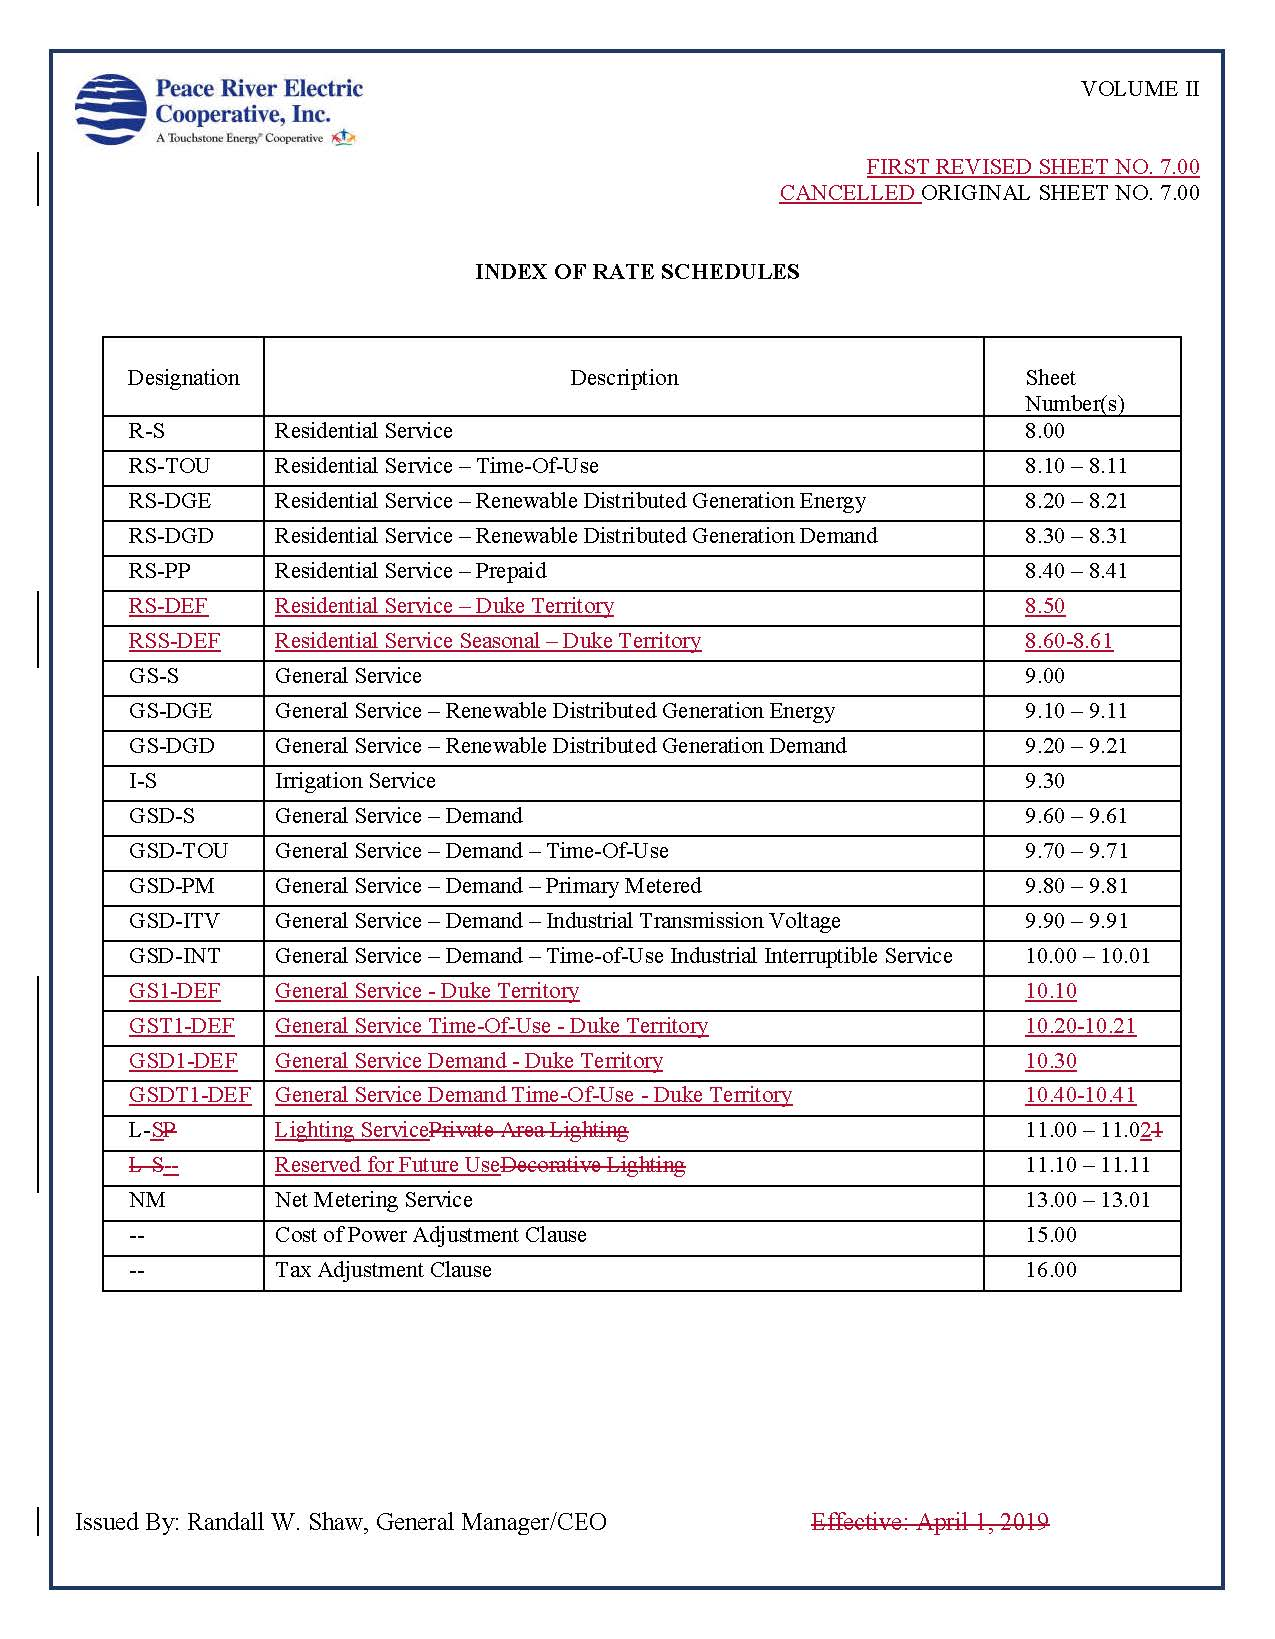 Peace River Electric
Cooperative, Inc.
A Touchstone Energy® Cooperative
VOLUME II
FIRST REVISED SHEET NO. 7.00
CANCELLED ORIGINAL SHEET NO. 7.00
INDEX OF RATE SCHEDULES
Designation Description Sheet
Number(s)
R-S Residential Service 8.00
RS-TOU Residential Service – Time-Of-Use 8.10 – 8.11
RS-DGE Residential Service – Renewable Distributed Generation Energy 8.20 – 8.21
RS-DGD Residential Service – Renewable Distributed Generation Demand 8.30 – 8.31
RS-PP Residential Service – Prepaid 8.40 – 8.41
RS-DEF Residential Service – Duke Territory 8.50
RSS-DEF Residential Service Seasonal – Duke Territory 8.60-8.61
GS-S General Service 9.00
GS-DGE General Service – Renewable Distributed Generation Energy 9.10 – 9.11
GS-DGD General Service – Renewable Distributed Generation Demand 9.20 – 9.21
I-S Irrigation Service 9.30
GSD-S General Service – Demand 9.60 – 9.61
GSD-TOU General Service – Demand – Time-Of-Use 9.70 – 9.71
GSD-PM General Service – Demand – Primary Metered 9.80 – 9.81
GSD-ITV General Service – Demand – Industrial Transmission Voltage 9.90 – 9.91
GSD-INT General Service – Demand – Time-of-Use Industrial Interruptible Service 10.00 – 10.01
GS1-DEF General Service - Duke Territory 10.10
GST1-DEF General Service Time-Of-Use - Duke Territory 10.20-10.21
GSD1-DEF General Service Demand - Duke Territory 10.30
GSDT1-DEF General Service Demand Time-Of-Use - Duke Territory 10.40-10.41
L-SP Lighting ServicePrivate Area Lighting 11.00 – 11.021
L-S-- Reserved for Future UseDecorative Lighting 11.10 – 11.11
NM Net Metering Service 13.00 – 13.01
-- Cost of Power Adjustment Clause 15.00
-- Tax Adjustment Clause 16.00
Issued By: Randall W. Shaw, General Manager/CEO Effective: April 1, 2019